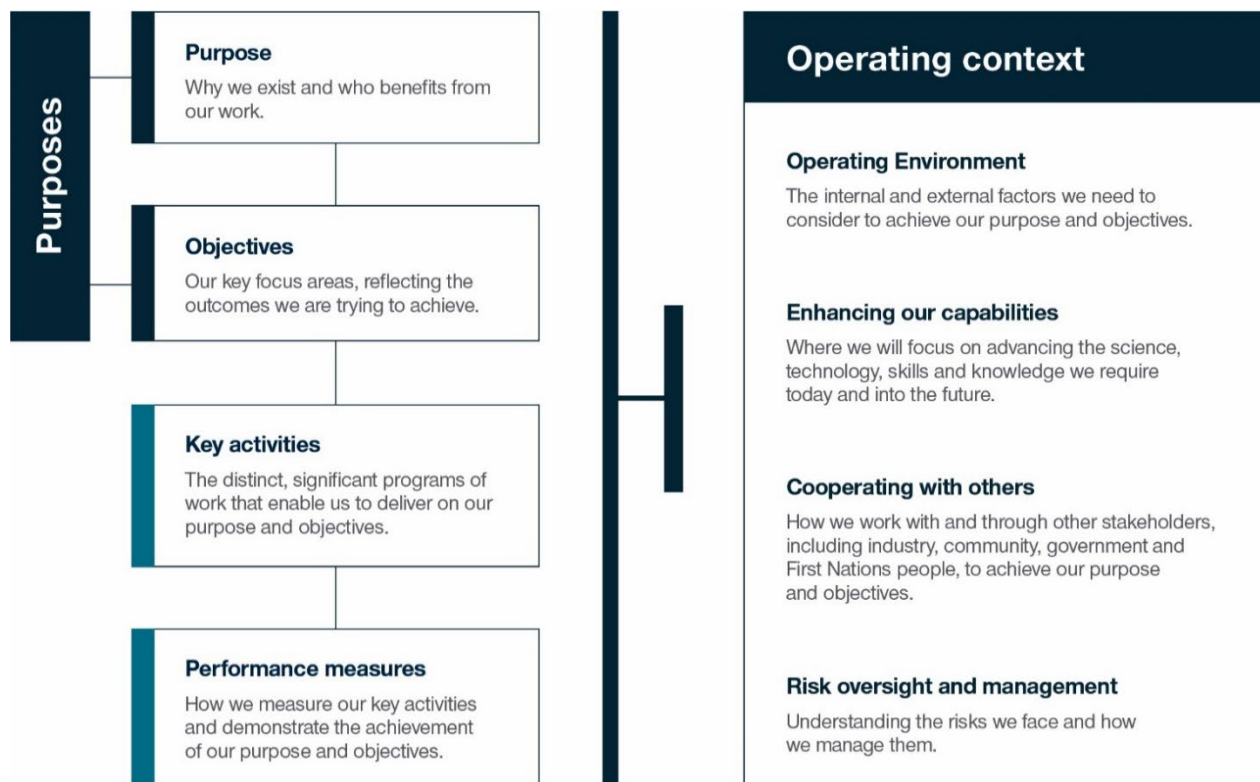 Purposes
Purpose
Why we exist and who benefits from
our work.
Objectives
Our key focus areas, reflecting the
outcomes we are trying to achieve.
Key activities
The distinct, significant programs of
work that enable us to deliver on our
purpose and objectives.
Performance measures
How we measure our key activities
and demonstrate the achievement
of our purpose and objectives.
Operating context
Operating Environment
The internal and external factors we need to
consider to achieve our purpose and objectives.
Enhancing our capabilities
Where we will focus on advancing the science,
technology, skills and knowledge we require
today and into the future.
Cooperating with others
How we work with and through other stakeholders,
including industry, community, government and
First Nations people, to achieve our purpose
and objectives.
Risk oversight and management
Understanding the risks we face and how
we manage them.